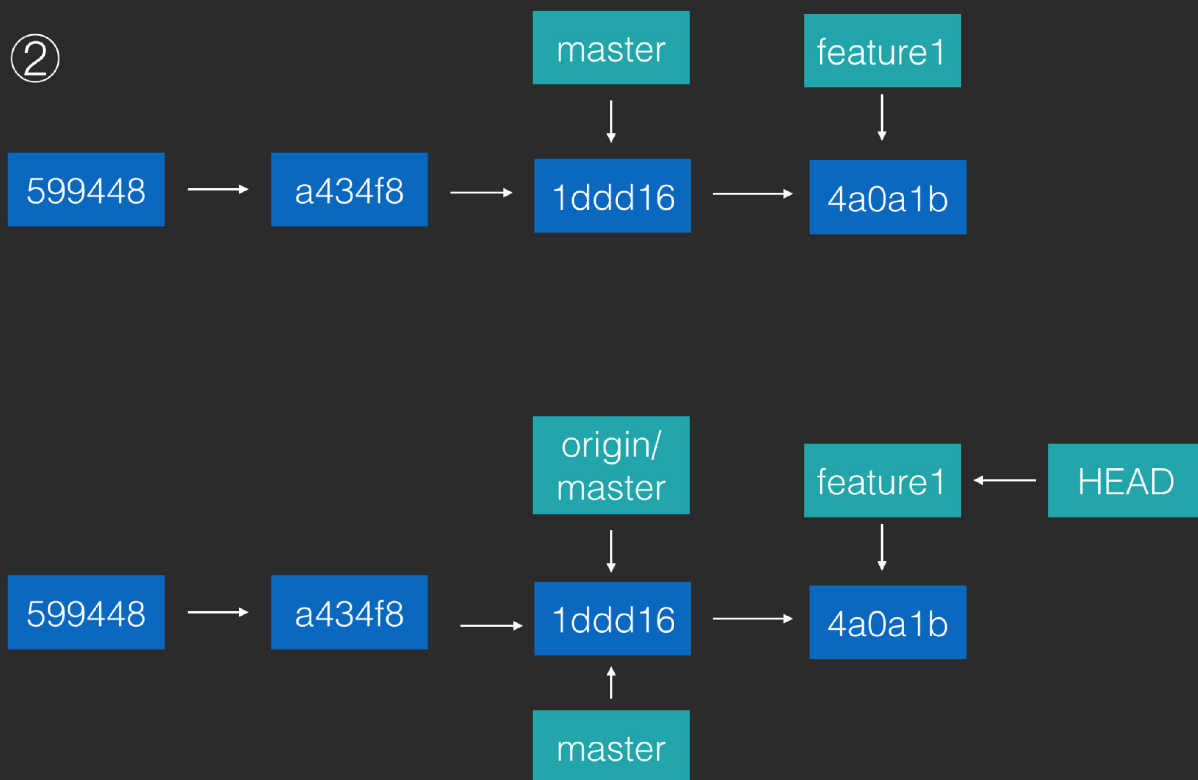 ②
master
feature1
599448
a434f8
1ddd16
4a0a1b
origin/
master
feature1
HEAD
599448
a434f8
1ddd16
4a0a1b
master